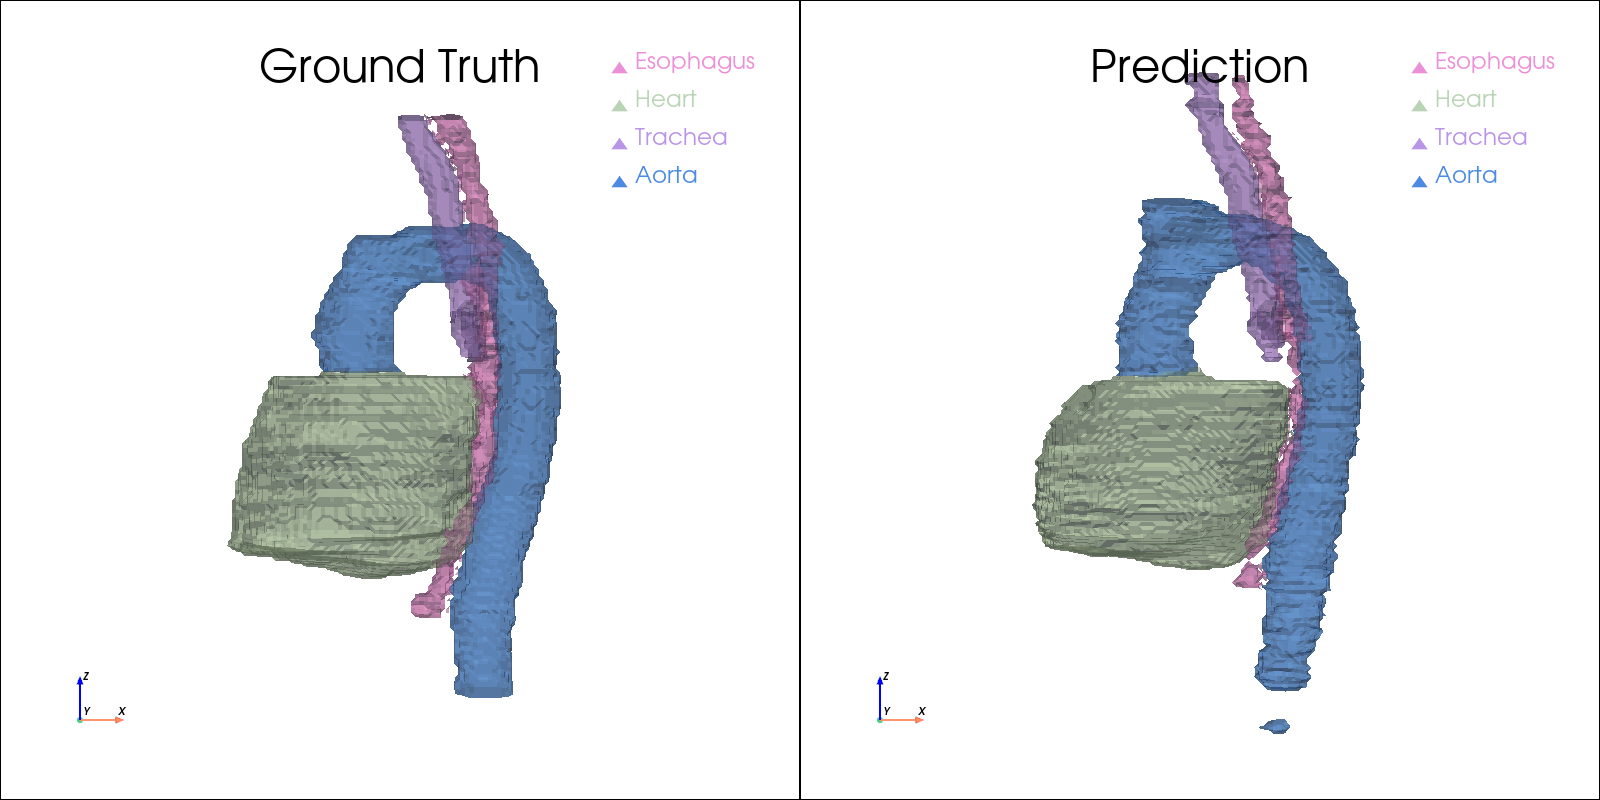 Ground Truth
Esophagus
Heart
Trachea
Aorta
Z
Y X
Prediction
Esophagus
Heart
Trachea
Aorta
Z
Y X